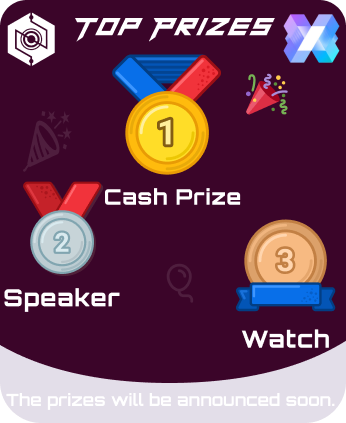 TOP PRIZES
1
Cash Prize
2
Speaker
3
Watch
The prizes will be announced soon.